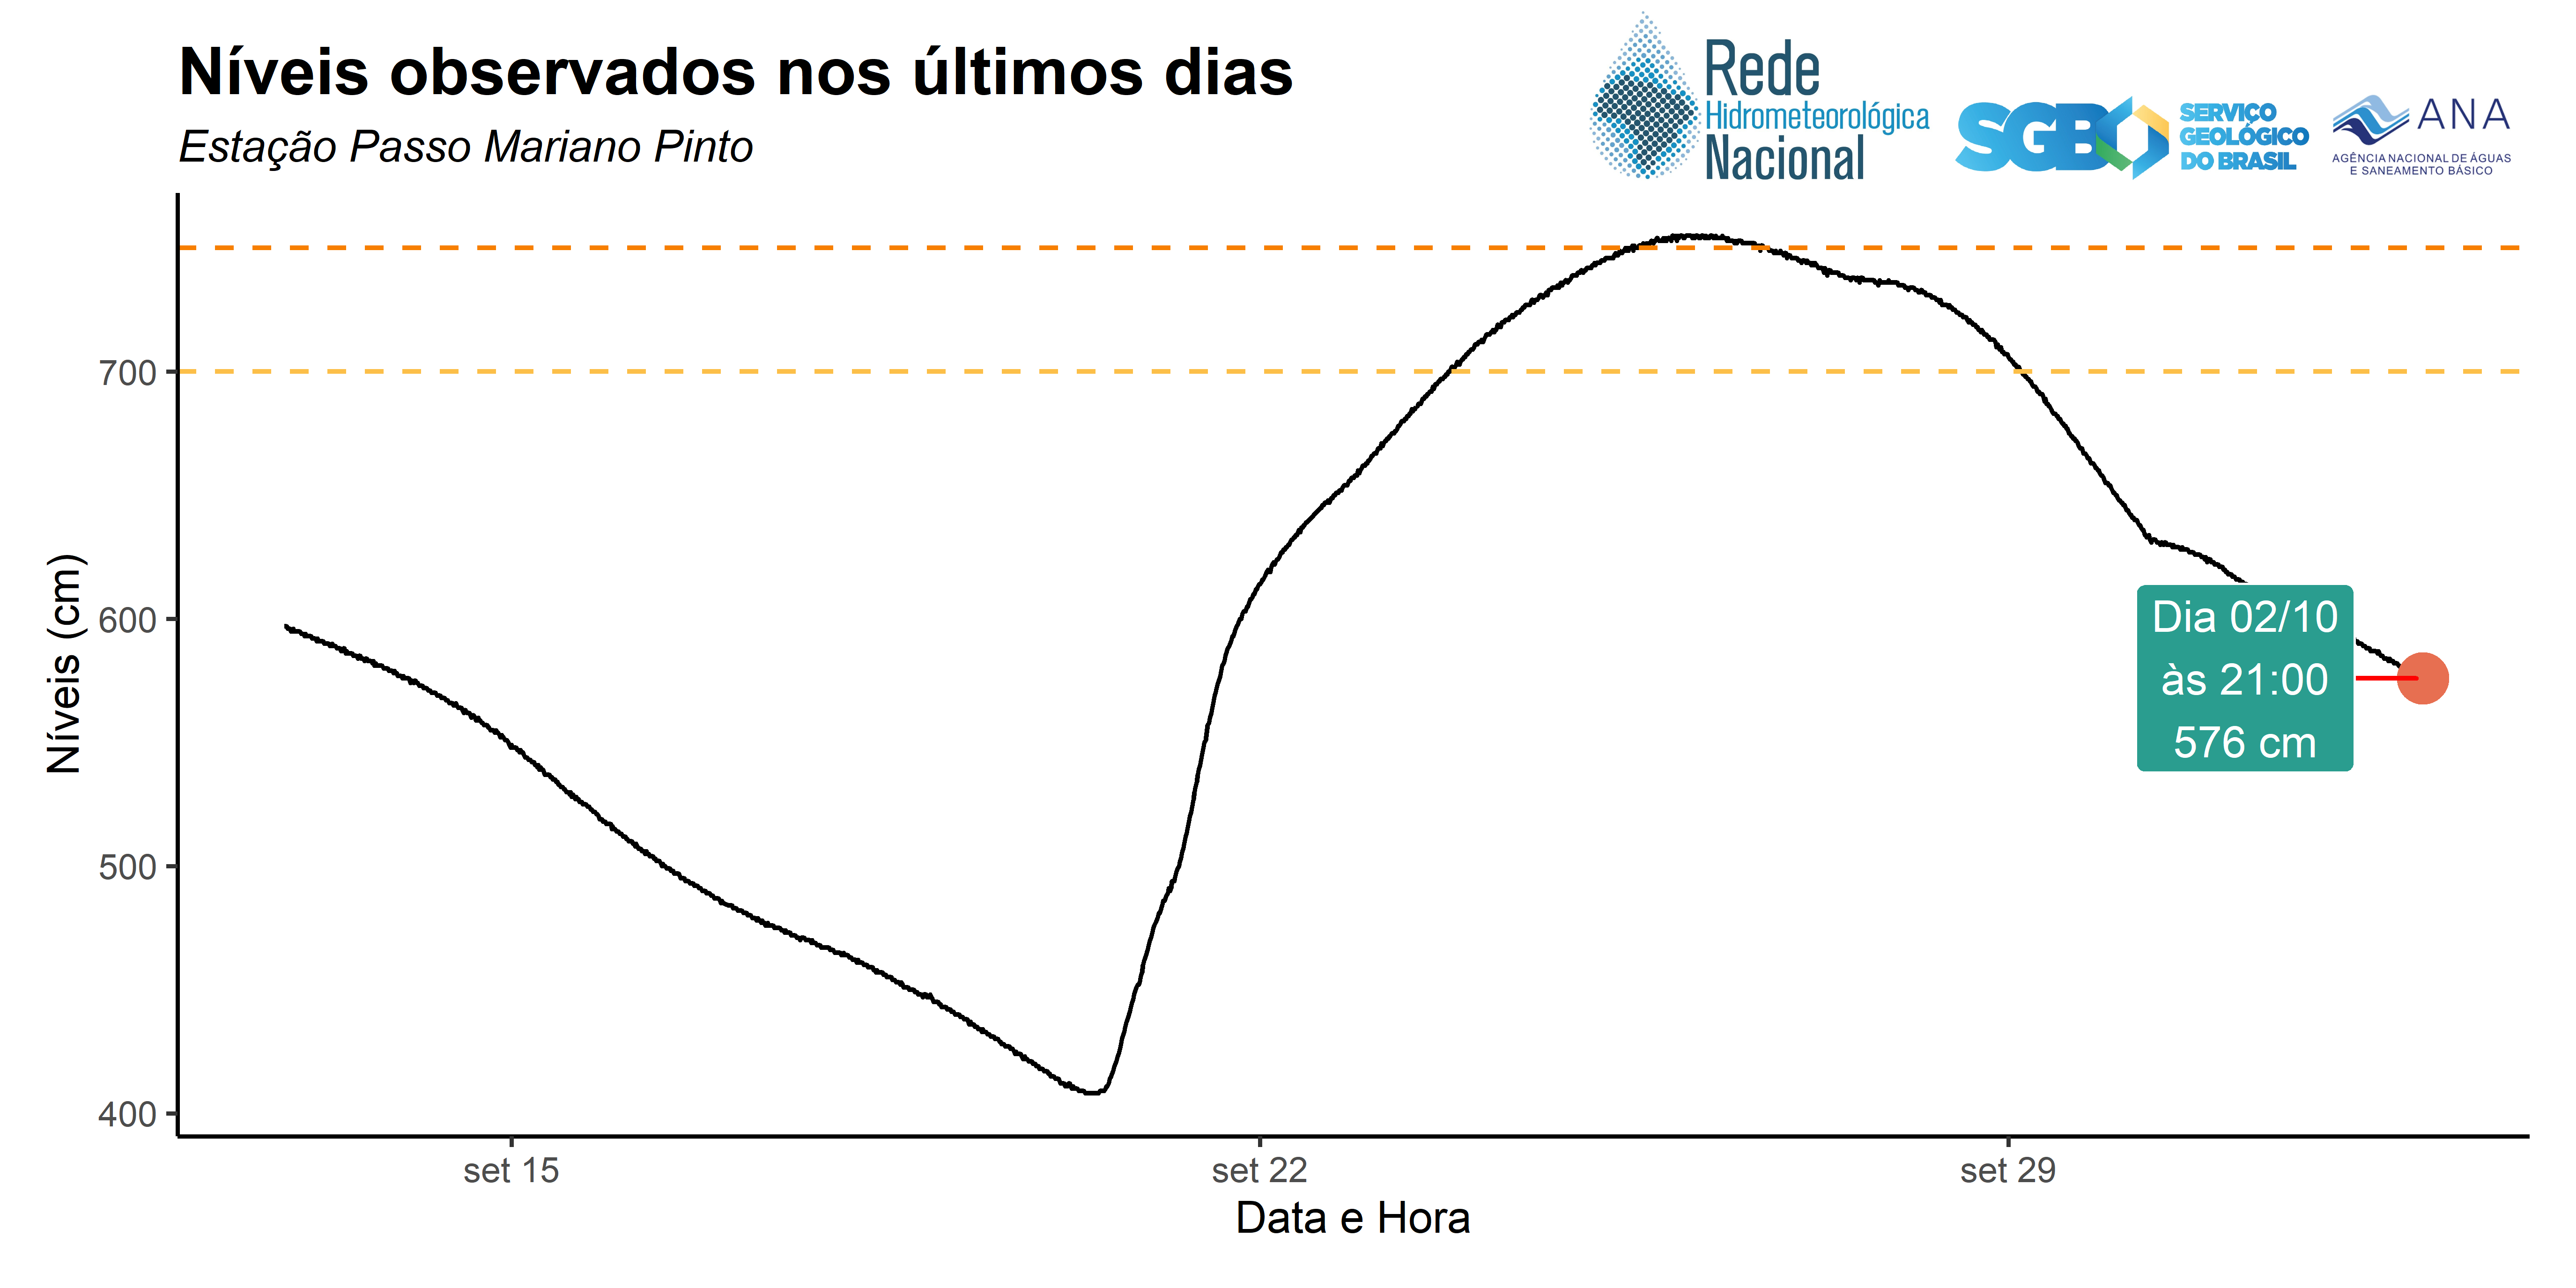 Níveis observados nos últimos dias
Estação Passo Mariano Pinto
Rede
Hidrometeorológica
Nacional
SGB
SERVIÇO
GEOLÓGICO
DO BRASIL
ANA
AGÊNCIA NACIONAL DE ÁGUAS
E SANEAMENTO BÁSICO
Níveis (cm)
700
600
500
400
Dia 02/10
às 21:00
576 cm
set 15
set 22
set 29
Data e Hora